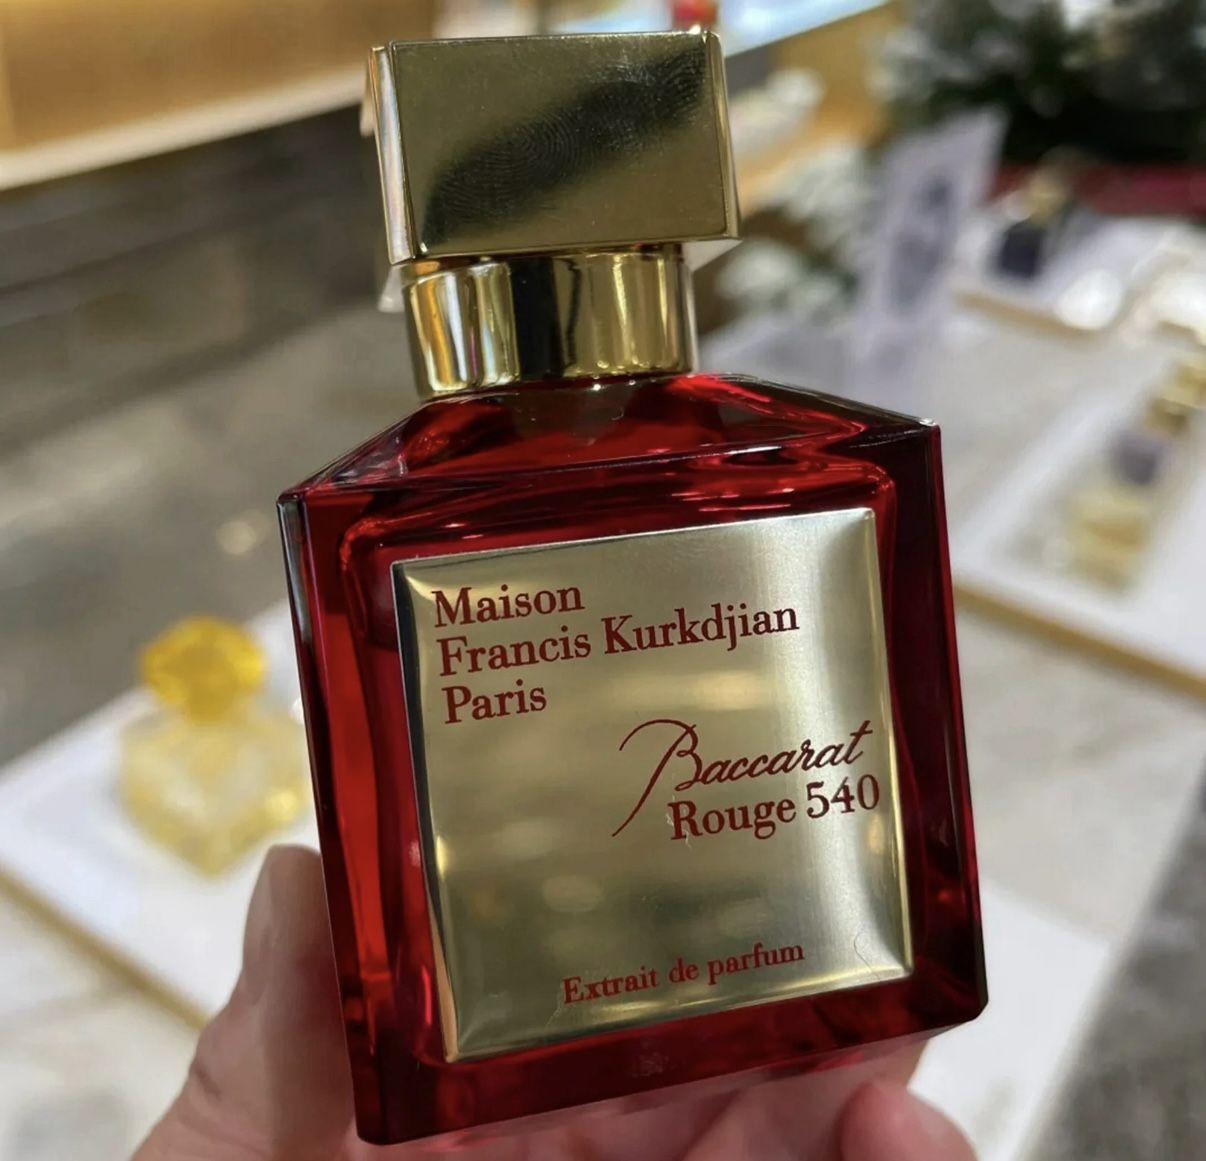 Maison
Francis Kurkdjian
Paris
Baccarat
Rouge 540
Extrait de parfum